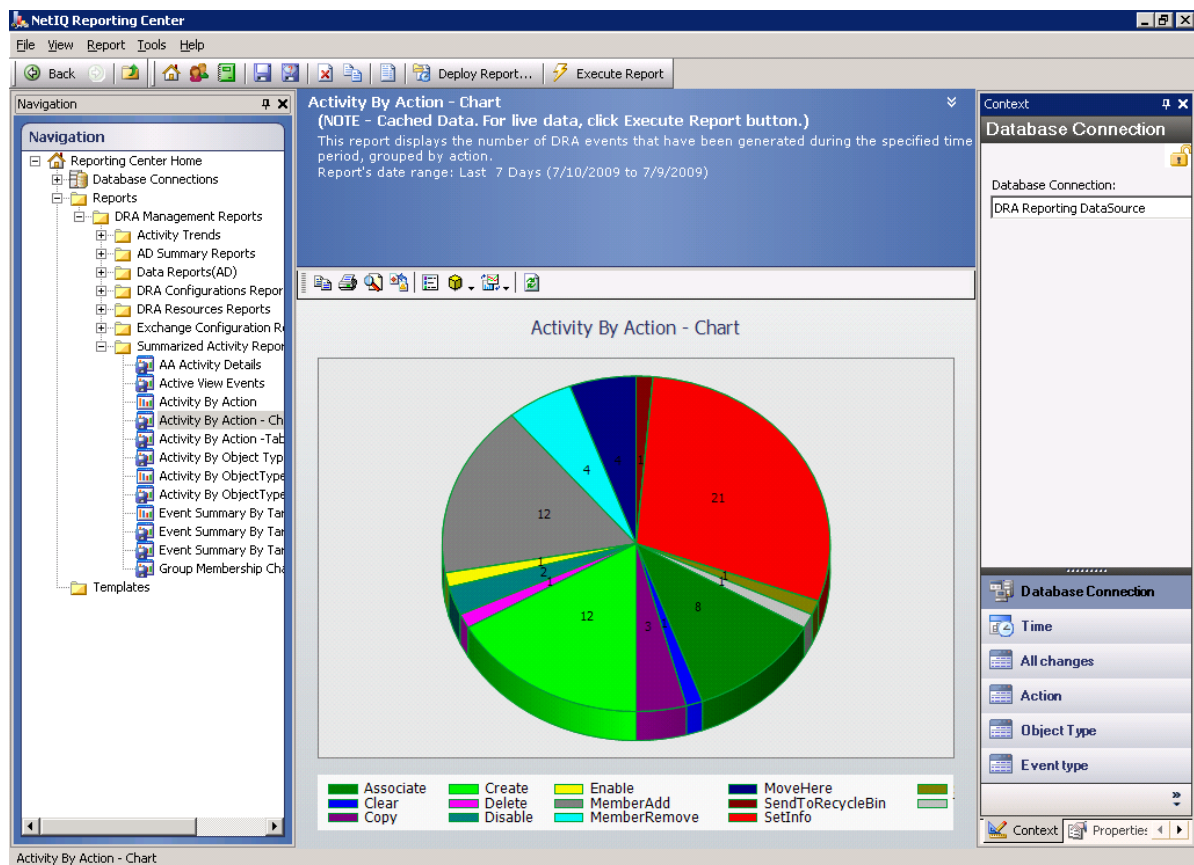 NetIQ Reporting Center
File View Report Tools Help
Back Deploy Report... Execute Report
Navigation
Navigation
Reporting Center Home
Database Connections
Reports
DRA Management Reports
Activity Trends
AD Summary Reports
Data Reports(AD)
DRA Configurations Repor
DRA Resources Reports
Exchange Configuration R
Summarized Activity Repor
AA Activity Details
Active View Events
Activity By Action
Activity By Action - Ch
Activity By Action -Tab
Activity By Object Typ
Activity By ObjectType
Activity By ObjectType
Event Summary By Tar
Event Summary By Tar
Event Summary By Tar
Group Membership Cha
Templates
Activity By Action - Chart
(NOTE - Cached Data. For live data, click Execute Report button.)
This report displays the number of DRA events that have been generated during the specified time
period, grouped by action.
Report's date range: Last 7 Days (7/10/2009 to 7/9/2009)
Activity By Action - Chart
4
4
1
21
12
1
2
1
1
1
8
12
3
1
Associate Create Enable MoveHere
Clear Delete MemberAdd SendToRecycleBin
Copy Disable MemberRemove SetInfo
Context
Database Connection
Database Connection:
DRA Reporting DataSource
Database Connection
Time
All changes
Action
Object Type
Event type
Context Properties
Activity By Action - Chart